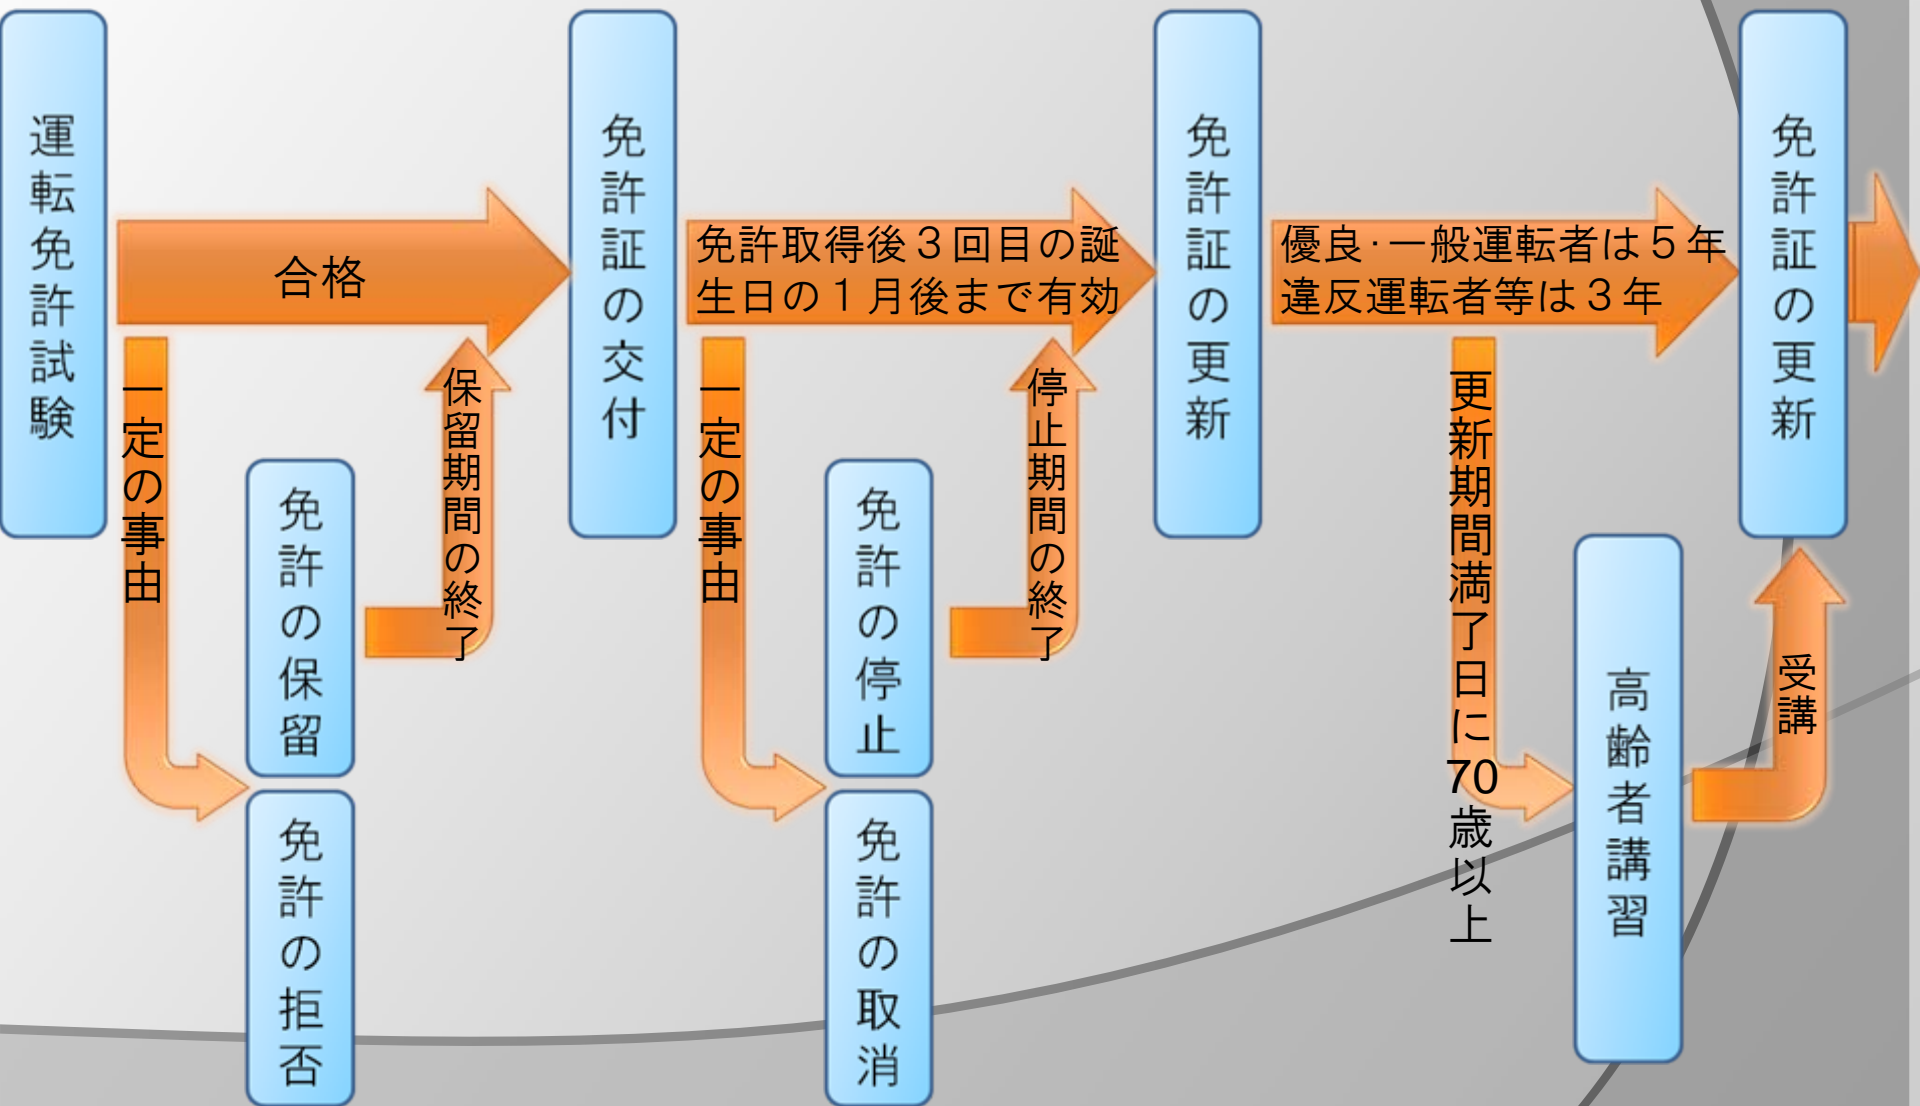 運転免許試験
合格
一定の事由
免許の保留
免許の拒否
保留期間の終了
免許証の交付
免許取得後３回目の誕
生日の１月後まで有効
一定の事由
免許の停止
免許の取消
停止期間の終了
免許証の更新
優良･一般運転者は５年
違反運転者等は３年
更新期間満了日に70歳以上
高齢者講習
受講
免許証の更新